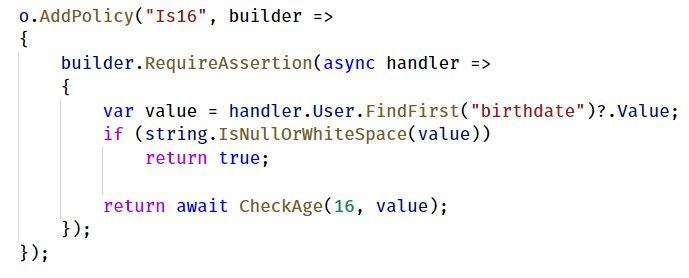 o.AddPolicy("Is16", builder =>
{
    builder.RequireAssertion(async handler =>
    {
        var value = handler.User.FindFirst("birthdate")?.Value;
        if (string.IsNullOrWhiteSpace(value))
            return true;

        return await CheckAge(16, value);
    });
});